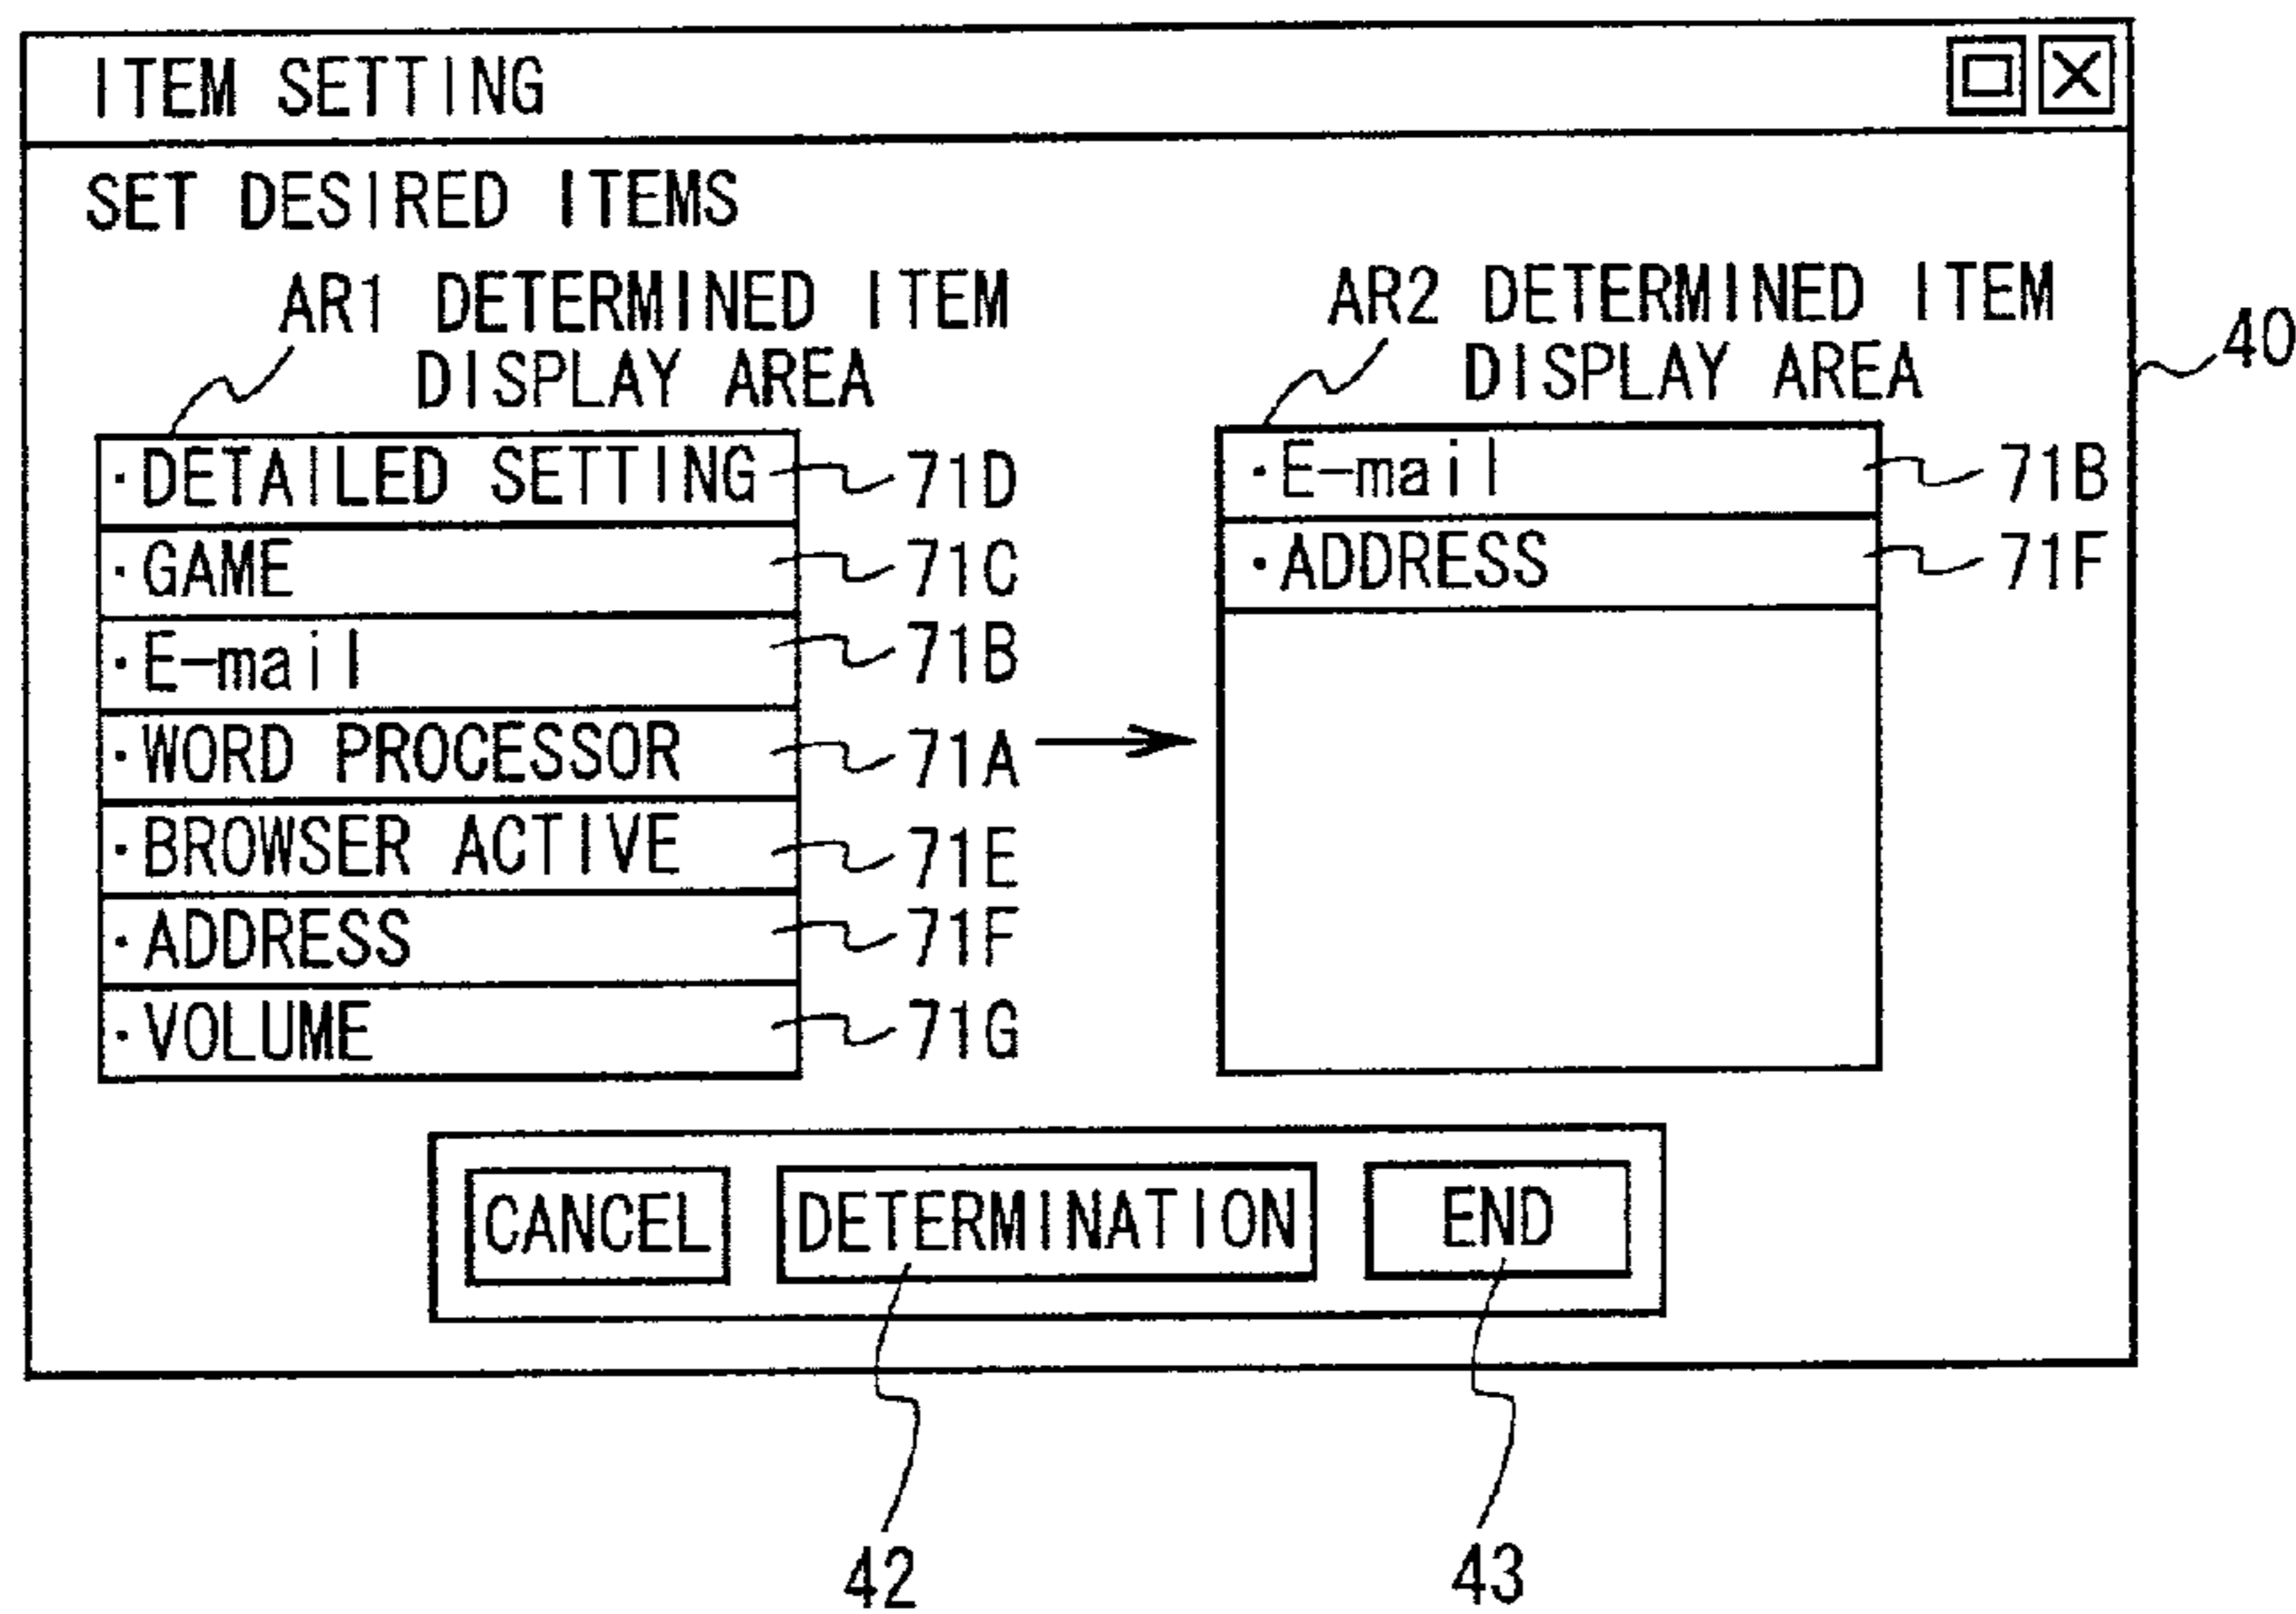 ITEM SETTING
SET DESIRED ITEMS
AR1 DETERMINED ITEM
DISPLAY AREA
AR2 DETERMINED ITEM
DISPLAY AREA
40
·DETAILED SETTING 71D
·GAME 71C
·E-mail 71B
·WORD PROCESSOR 71A
·BROWSER ACTIVE 71E
·ADDRESS 71F
·VOLUME 71G
·E-mail 71B
·ADDRESS 71F
CANCEL DETERMINATION END
42 43